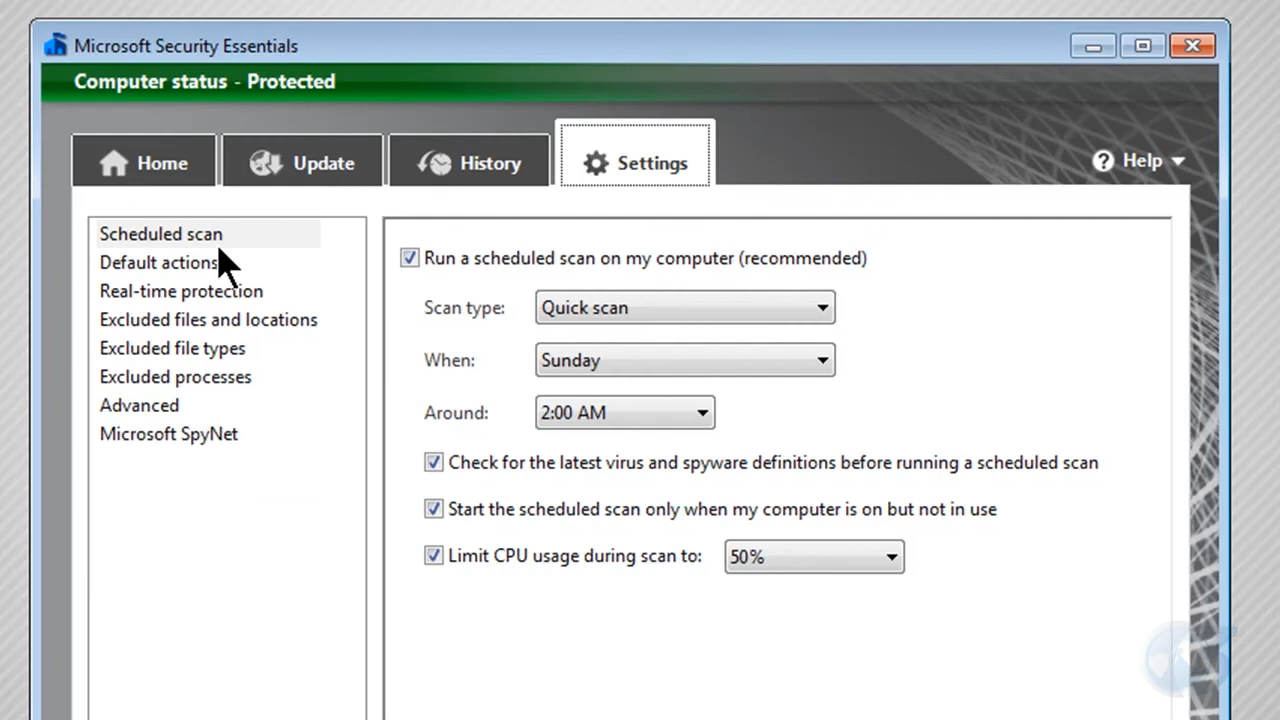 Microsoft Security Essentials
Computer status - Protected
Home
Update
History
Settings
Help
Scheduled scan
Default actions
Real-time protection
Excluded files and locations
Excluded file types
Excluded processes
Advanced
Microsoft SpyNet
Run a scheduled scan on my computer (recommended)
Scan type: Quick scan
When: Sunday
Around: 2:00 AM
Check for the latest virus and spyware definitions before running a scheduled scan
Start the scheduled scan only when my computer is on but not in use
Limit CPU usage during scan to: 50%